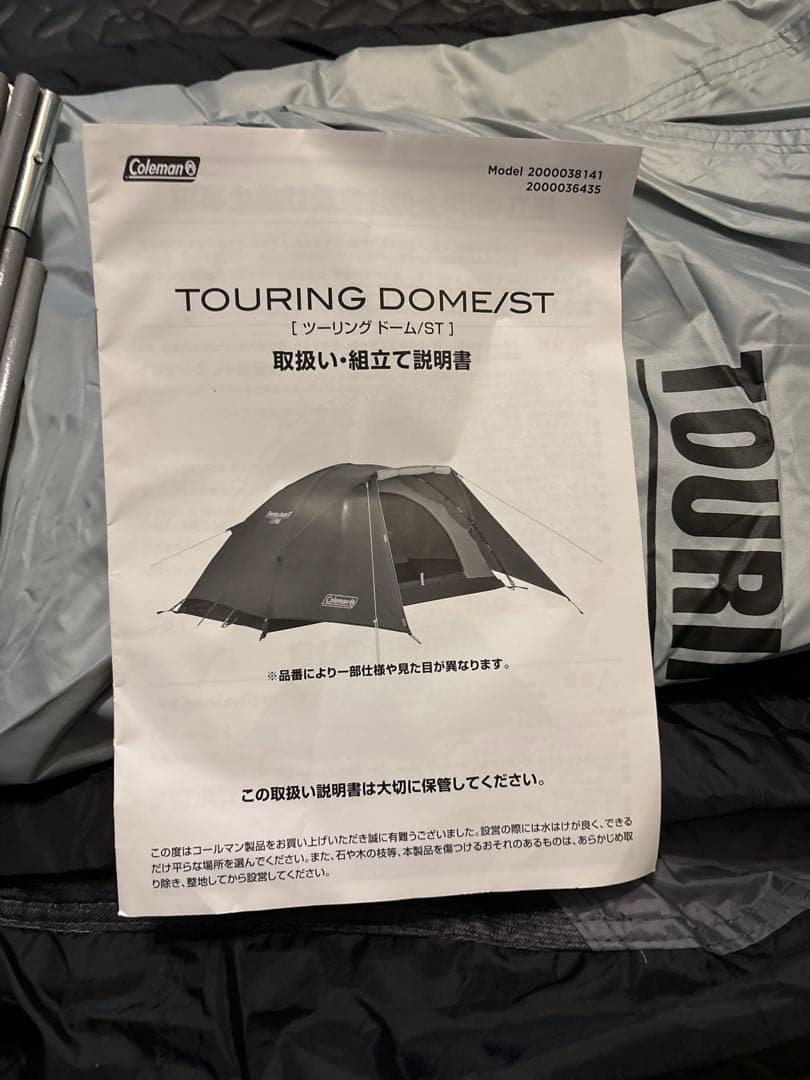 Coleman
Model 2000038141
2000036435
TOURING DOME/ST
[ ツーリング ドーム/ST ]
取扱い・組立て説明書
Coleman
※品番により一部仕様や見た目が異なります。
この取扱い説明書は大切に保管してください。
この度はコールマン製品をお買い上げいただき誠に有難うございました。設営の際には水はけが良く、できる
だけ平らな場所を選んでください。また、石や木の枝等、本製品を傷つけるおそれのあるものは、あらかじめ取
り除き、整地してから設営してください。
TOURI